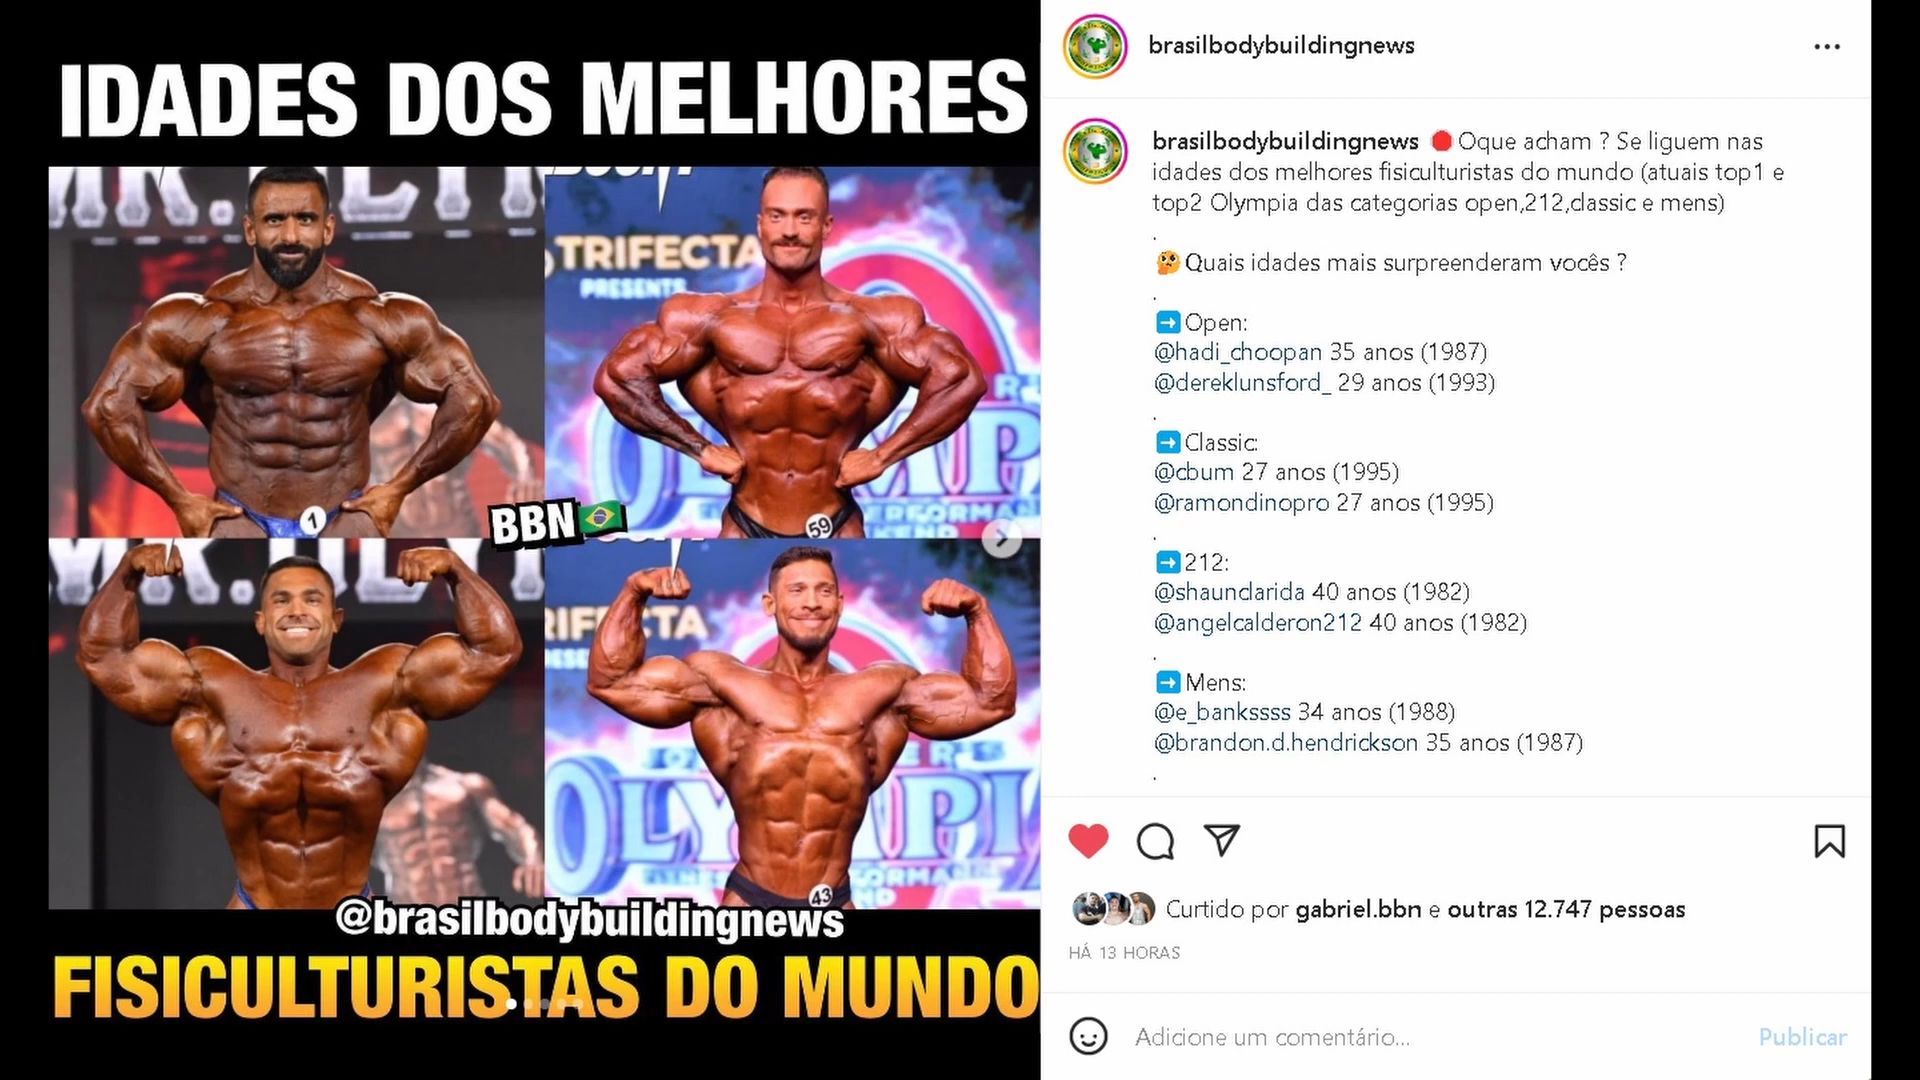 IDADES DOS MELHORES
TRIFECTA
PRESENTS
1
59
BBN
43
@brasilbodybuildingnews
FISICULTURISTAS DO MUNDO
brasilbodybuildingnews
brasilbodybuildingnews 🔴Oque acham ? Se liguem nas
idades dos melhores fisiculturistas do mundo (atuais top1 e
top2 Olympia das categorias open,212,classic e mens)
.
🤔Quais idades mais surpreenderam vocês ?
.
➡️Open:
@hadi_choopan 35 anos (1987)
@dereklunsford_ 29 anos (1993)
.
➡️Classic:
@cbum 27 anos (1995)
@ramondinopro 27 anos (1995)
.
➡️212:
@shaunclarida 40 anos (1982)
@angelcalderon212 40 anos (1982)
.
➡️Mens:
@e_bankssss 34 anos (1988)
@brandon.d.hendrickson 35 anos (1987)
.
Curtido por gabriel.bbn e outras 12.747 pessoas
HÁ 13 HORAS
Adicione um comentário...
Publicar